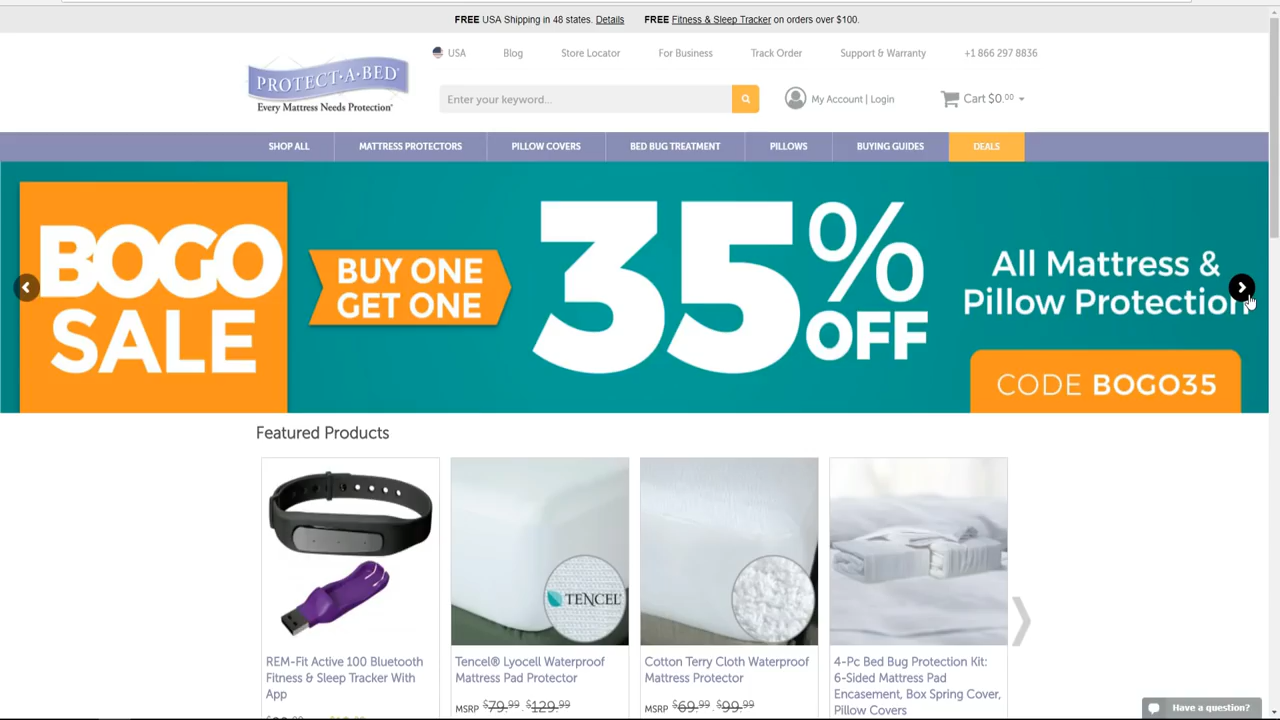 FREE USA Shipping in 48 states. Details FREE Fitness & Sleep Tracker on orders over $100.
USA Blog Store Locator For Business Track Order Support & Warranty +1 866 297 8836
PROTECT·A·BED®
Every Mattress Needs Protection®
Enter your keyword...
My Account | Login
Cart $0.00
SHOP ALL MATTRESS PROTECTORS PILLOW COVERS BED BUG TREATMENT PILLOWS BUYING GUIDES DEALS
BOGO
SALE
BUY ONE
GET ONE
35%
OFF
All Mattress &
Pillow Protection
CODE BOGO35
Featured Products
TENCEL
REM-Fit Active 100 Bluetooth
Fitness & Sleep Tracker With
App
Tencel® Lyocell Waterproof
Mattress Pad Protector
MSRP $79.99 - $129.99
Cotton Terry Cloth Waterproof
Mattress Protector
MSRP $69.99 - $99.99
4-Pc Bed Bug Protection Kit:
6-Sided Mattress Pad
Encasement, Box Spring Cover,
Pillow Covers
Have a question?